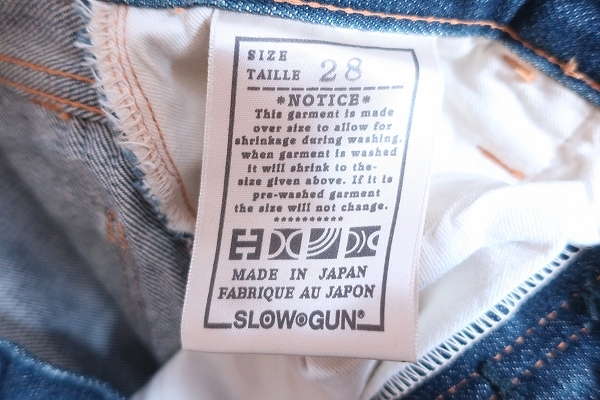 SIZE
TAILLE 28
*NOTICE*
This garment is made
over size to allow for
shrinkage during washing.
when garment is washed
it will shrink to the-
size given above. If it is
pre-washed garment
the size will not change.
**********
MADE IN JAPAN
FABRIQUE AU JAPON
SLOW GUN®